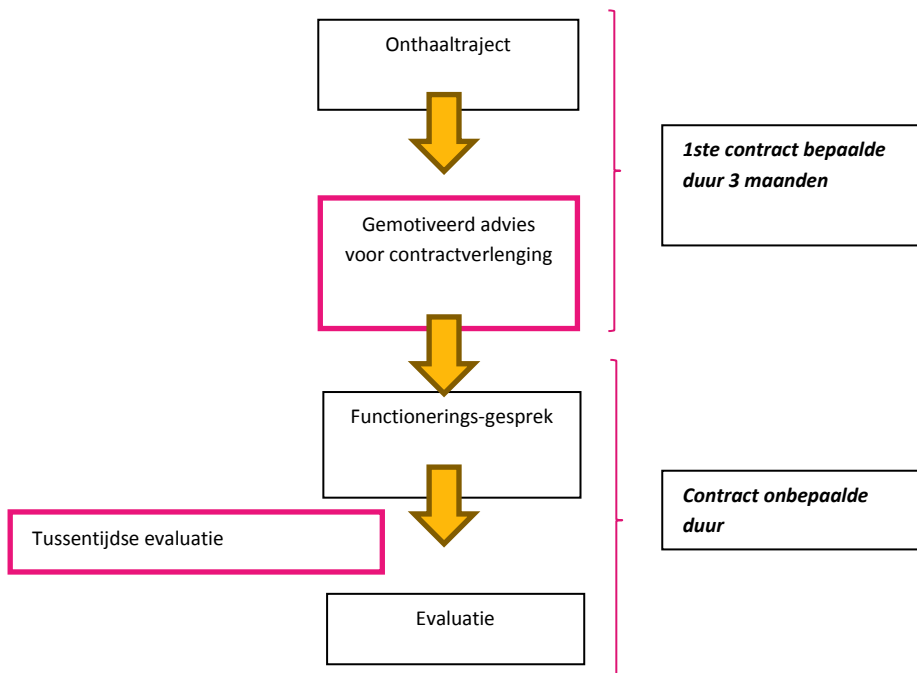 Onthaaltraject
1ste contract bepaalde
duur 3 maanden
Gemotiveerd advies
voor contractverlenging
Functionerings-gesprek
Contract onbepaalde
duur
Tussentijdse evaluatie
Evaluatie